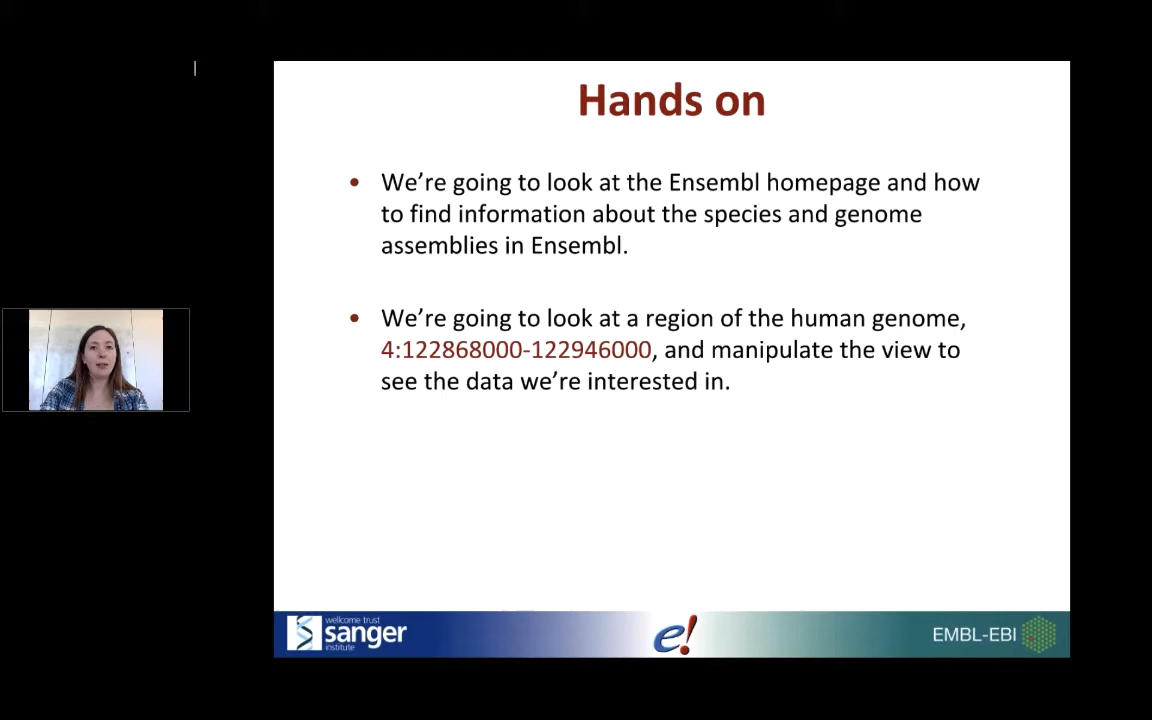 Hands on
• We’re going to look at the Ensembl homepage and how
to find information about the species and genome
assemblies in Ensembl.
• We’re going to look at a region of the human genome,
4:122868000-122946000, and manipulate the view to
see the data we’re interested in.
wellcome trust
sanger
institute
e!
EMBL-EBI